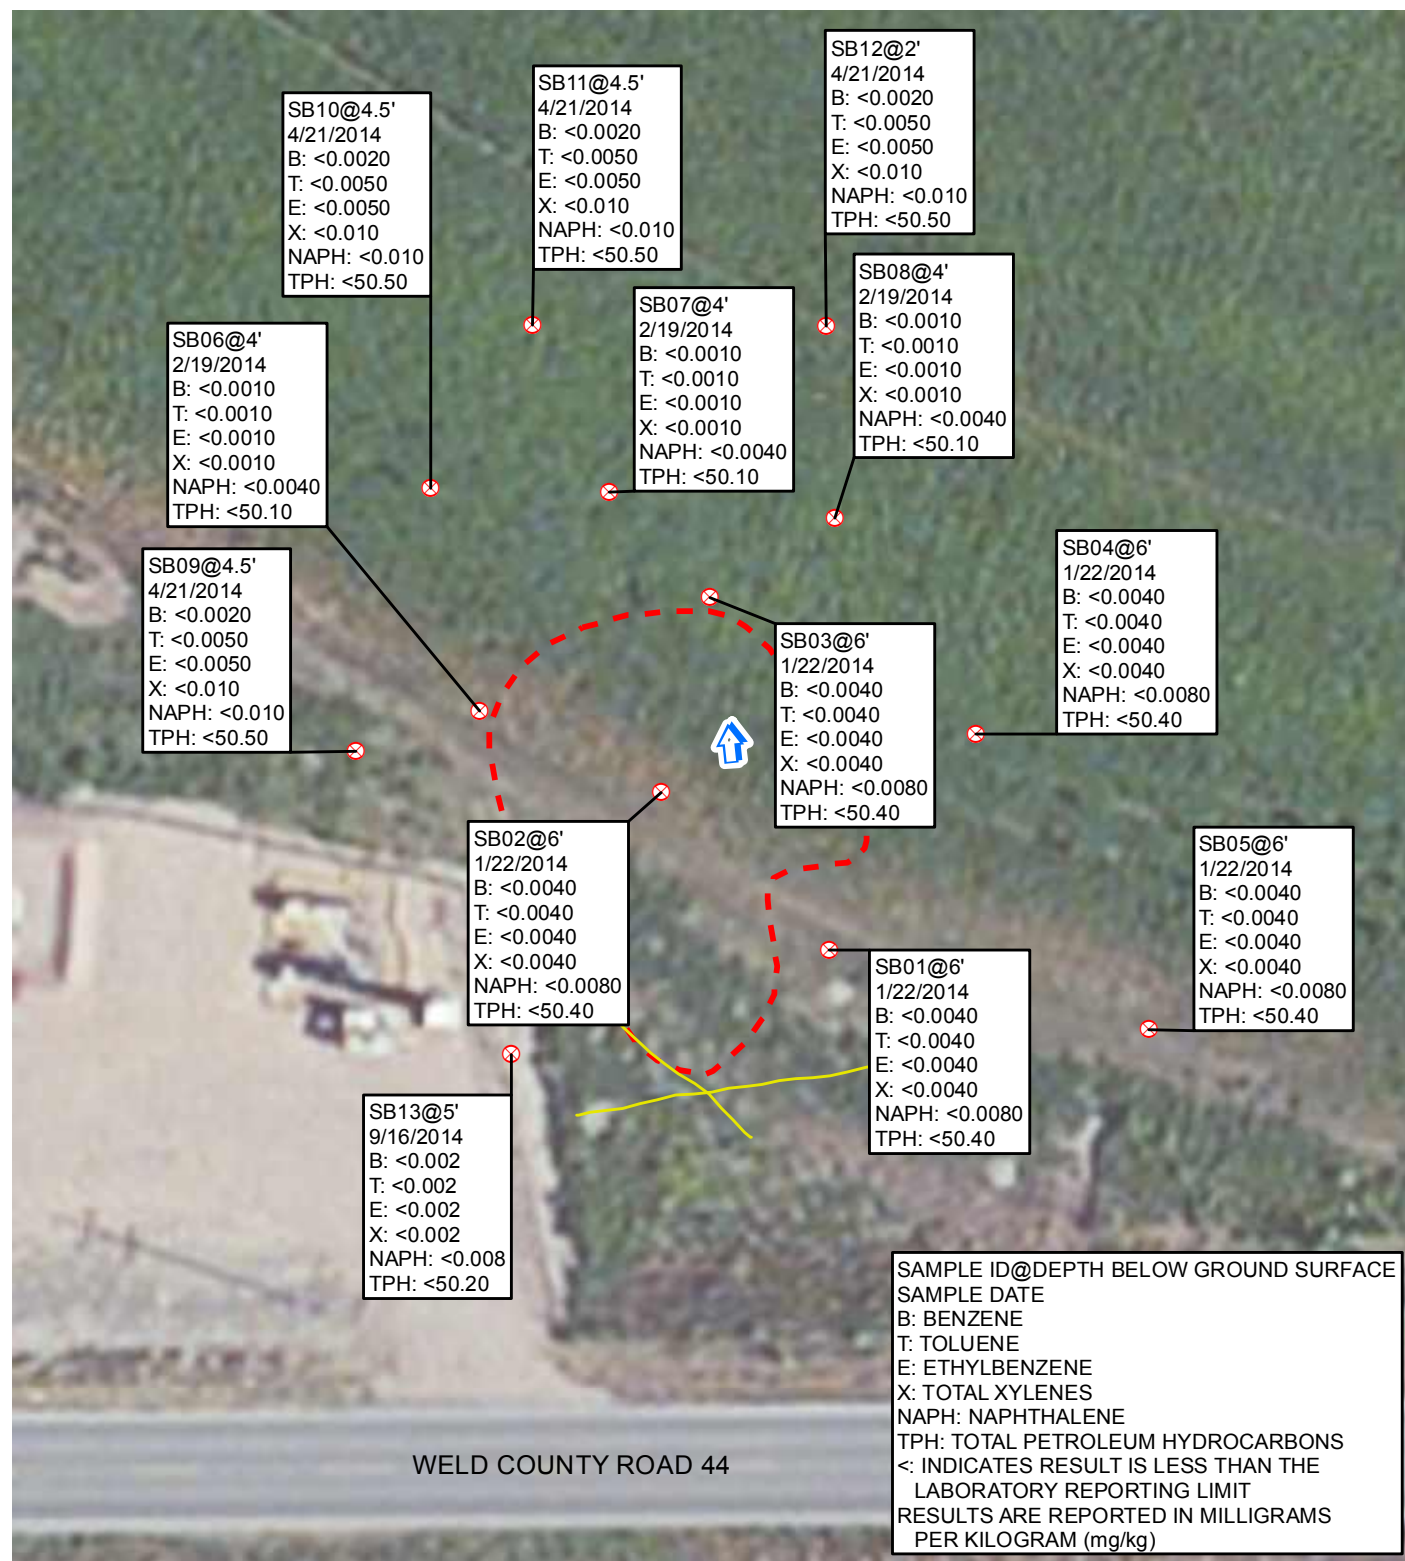 SB12@2'
4/21/2014
B: <0.0020
T: <0.0050
E: <0.0050
X: <0.010
NAPH: <0.010
TPH: <50.50
SB11@4.5'
4/21/2014
B: <0.0020
T: <0.0050
E: <0.0050
X: <0.010
NAPH: <0.010
TPH: <50.50
SB10@4.5'
4/21/2014
B: <0.0020
T: <0.0050
E: <0.0050
X: <0.010
NAPH: <0.010
TPH: <50.50
SB08@4'
2/19/2014
B: <0.0010
T: <0.0010
E: <0.0010
X: <0.0010
NAPH: <0.0040
TPH: <50.10
SB07@4'
2/19/2014
B: <0.0010
T: <0.0010
E: <0.0010
X: <0.0010
NAPH: <0.0040
TPH: <50.10
SB06@4'
2/19/2014
B: <0.0010
T: <0.0010
E: <0.0010
X: <0.0010
NAPH: <0.0040
TPH: <50.10
SB04@6'
1/22/2014
B: <0.0040
T: <0.0040
E: <0.0040
X: <0.0040
NAPH: <0.0080
TPH: <50.40
SB09@4.5'
4/21/2014
B: <0.0020
T: <0.0050
E: <0.0050
X: <0.010
NAPH: <0.010
TPH: <50.50
SB03@6'
1/22/2014
B: <0.0040
T: <0.0040
E: <0.0040
X: <0.0040
NAPH: <0.0080
TPH: <50.40
SB02@6'
1/22/2014
B: <0.0040
T: <0.0040
E: <0.0040
X: <0.0040
NAPH: <0.0080
TPH: <50.40
SB05@6'
1/22/2014
B: <0.0040
T: <0.0040
E: <0.0040
X: <0.0040
NAPH: <0.0080
TPH: <50.40
SB01@6'
1/22/2014
B: <0.0040
T: <0.0040
E: <0.0040
X: <0.0040
NAPH: <0.0080
TPH: <50.40
SB13@5'
9/16/2014
B: <0.002
T: <0.002
E: <0.002
X: <0.002
NAPH: <0.008
TPH: <50.20
SAMPLE ID@DEPTH BELOW GROUND SURFACE
SAMPLE DATE
B: BENZENE
T: TOLUENE
E: ETHYLBENZENE
X: TOTAL XYLENES
NAPH: NAPHTHALENE
TPH: TOTAL PETROLEUM HYDROCARBONS
<: INDICATES RESULT IS LESS THAN THE
LABORATORY REPORTING LIMIT
RESULTS ARE REPORTED IN MILLIGRAMS
PER KILOGRAM (mg/kg)
WELD COUNTY ROAD 44